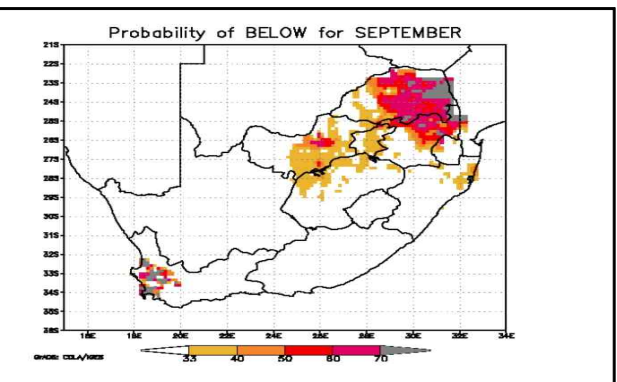 Probability of BELOW for SEPTEMBER
21S
22S
23S
24S
25S
26S
27S
28S
29S
30S
31S
32S
33S
34S
35S
36S
16E 18E 20E 22E 24E 26E 28E 30E 32E 34E
GrADS: COLA/IGES
33 40 50 60 70